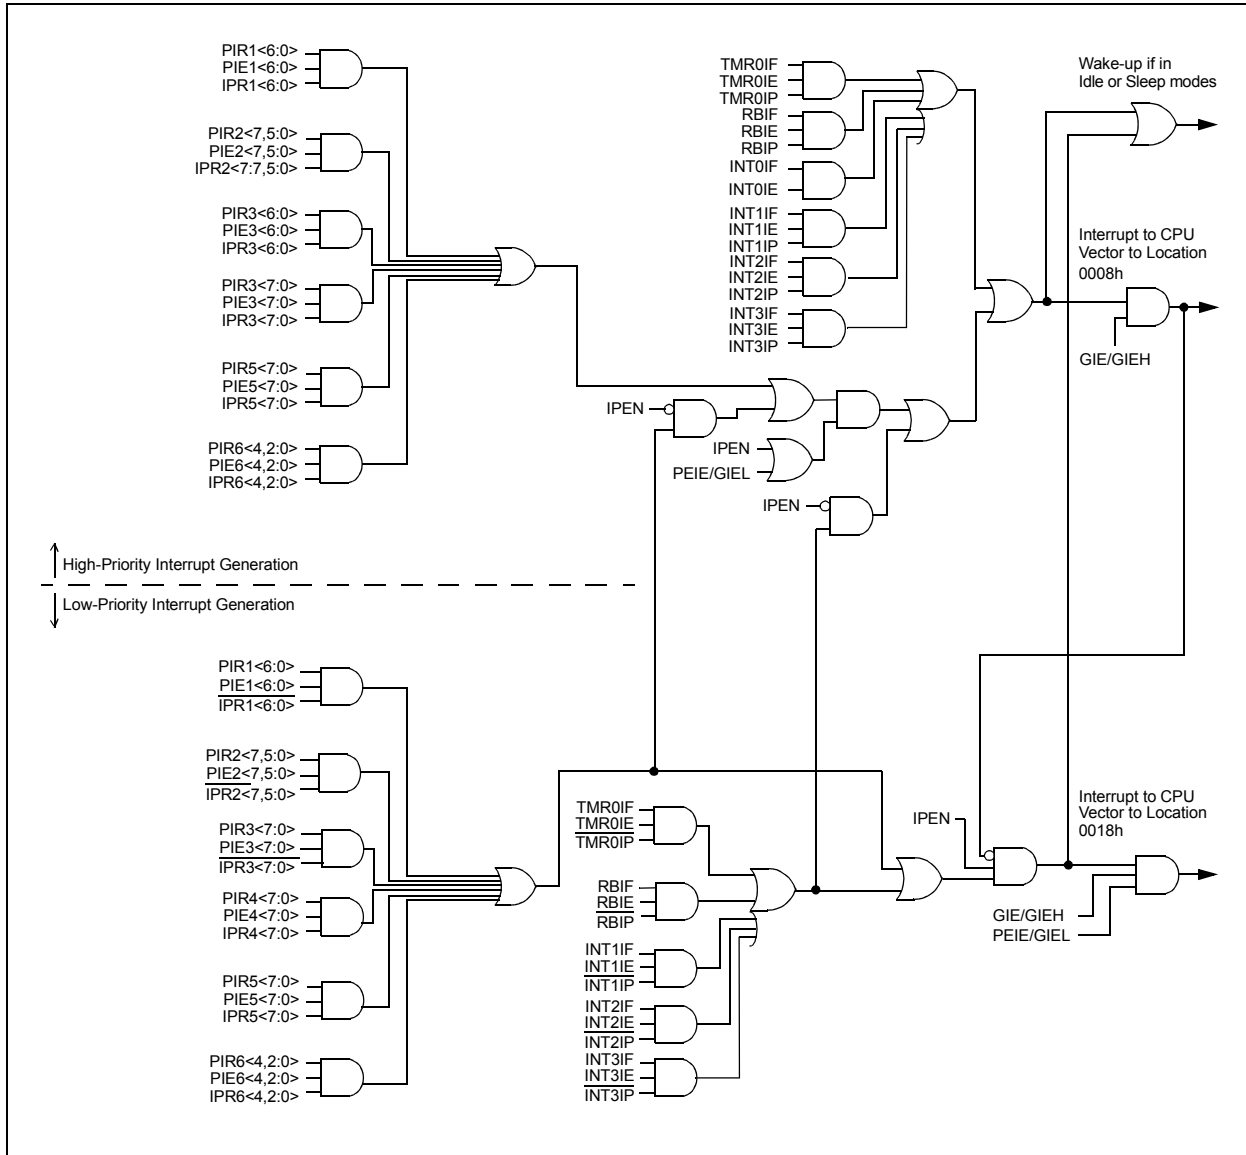 PIR1<6:0>
PIE1<6:0>
IPR1<6:0>
PIR2<7,5:0>
PIE2<7,5:0>
IPR2<7:7,5:0>
PIR3<6:0>
PIE3<6:0>
IPR3<6:0>
PIR3<7:0>
PIE3<7:0>
IPR3<7:0>
PIR5<7:0>
PIE5<7:0>
IPR5<7:0>
PIR6<4,2:0>
PIE6<4,2:0>
IPR6<4,2:0>
TMR0IF
TMR0IE
TMR0IP
RBIF
RBIE
RBIP
INT0IF
INT0IE
INT1IF
INT1IE
INT1IP
INT2IF
INT2IE
INT2IP
INT3IF
INT3IE
INT3IP
Wake-up if in
Idle or Sleep modes
Interrupt to CPU
Vector to Location
0008h
GIE/GIEH
IPEN
IPEN
PEIE/GIEL
IPEN
High-Priority Interrupt Generation
Low-Priority Interrupt Generation
PIR1<6:0>
PIE1<6:0>
IPR1<6:0>
PIR2<7,5:0>
PIE2<7,5:0>
IPR2<7,5:0>
PIR3<7:0>
PIE3<7:0>
IPR3<7:0>
PIR4<7:0>
PIE4<7:0>
IPR4<7:0>
PIR5<7:0>
PIE5<7:0>
IPR5<7:0>
PIR6<4,2:0>
PIE6<4,2:0>
IPR6<4,2:0>
TMR0IF
TMR0IE
TMR0IP
RBIF
RBIE
RBIP
INT1IF
INT1IE
INT1IP
INT2IF
INT2IE
INT2IP
INT3IF
INT3IE
INT3IP
IPEN
Interrupt to CPU
Vector to Location
0018h
GIE/GIEH
PEIE/GIEL